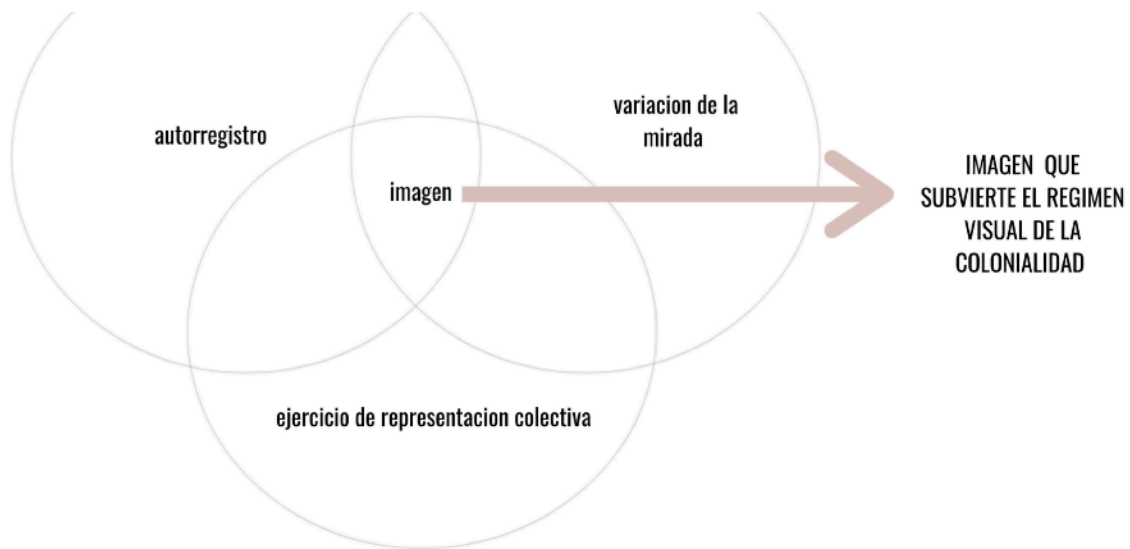 autorregistro
variacion de la
mirada
imagen
IMAGEN QUE
SUBVIERTE EL REGIMEN
VISUAL DE LA
COLONIALIDAD
ejercicio de representacion colectiva